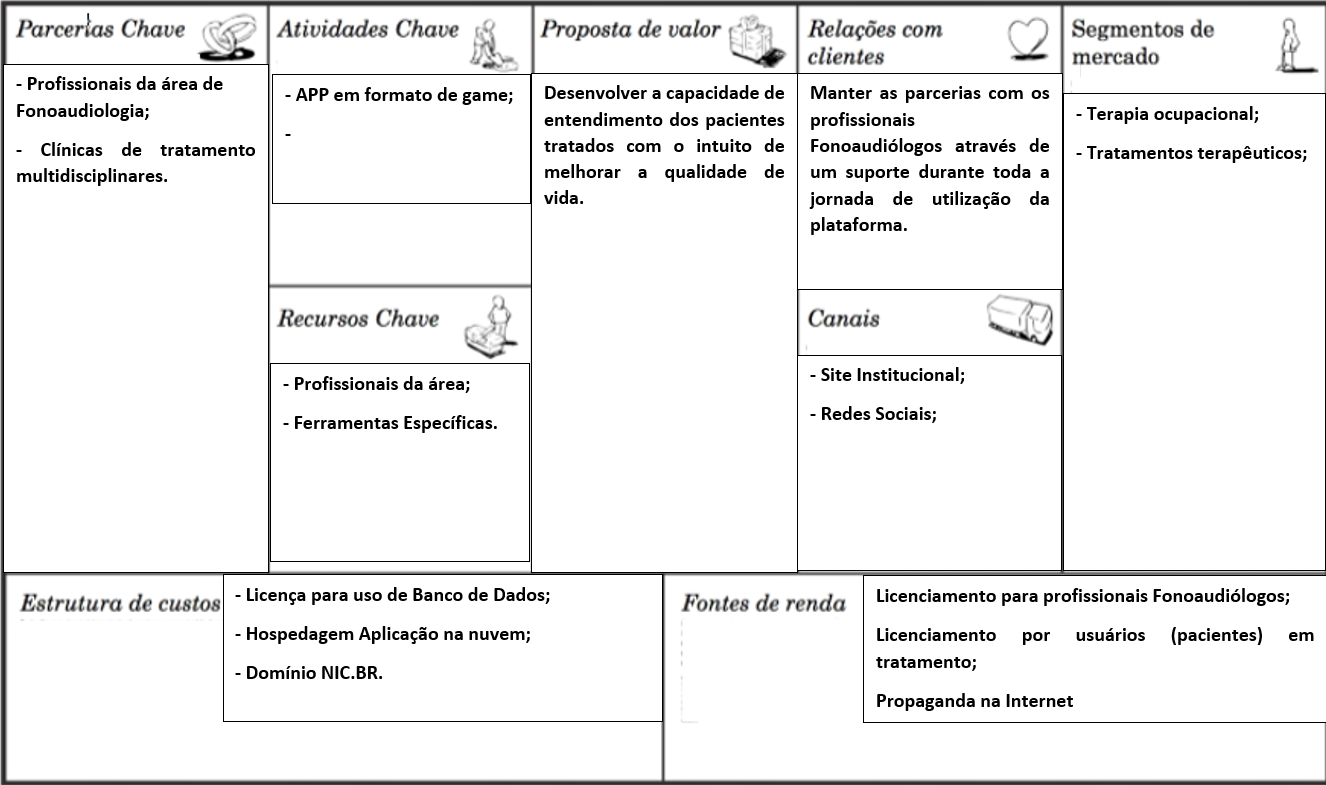 Parcerias Chave
- Profissionais da área de
Fonoaudiologia;
- Clínicas de tratamento
multidisciplinares.
Atividades Chave
- APP em formato de game;
-
Recursos Chave
- Profissionais da área;
- Ferramentas Específicas.
Proposta de valor
Desenvolver a capacidade de
entendimento dos pacientes
tratados com o intuito de
melhorar a qualidade de
vida.
Relações com
clientes
Manter as parcerias com os
profissionais
Fonoaudiólogos através de
um suporte durante toda a
jornada de utilização da
plataforma.
Canais
- Site Institucional;
- Redes Sociais;
Segmentos de
mercado
- Terapia ocupacional;
- Tratamentos terapêuticos;
Estrutura de custos
- Licença para uso de Banco de Dados;
- Hospedagem Aplicação na nuvem;
- Domínio NIC.BR.
Fontes de renda
Licenciamento para profissionais Fonoaudiólogos;
Licenciamento por usuários (pacientes) em
tratamento;
Propaganda na Internet